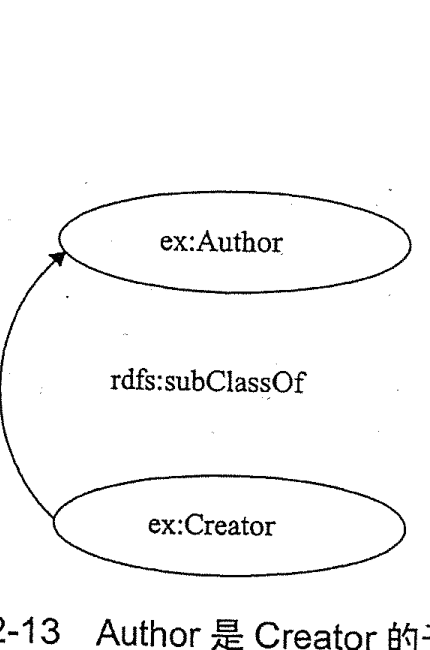 ex:Author
rdfs:subClassOf
ex:Creator
2-13 Author 是 Creator 的